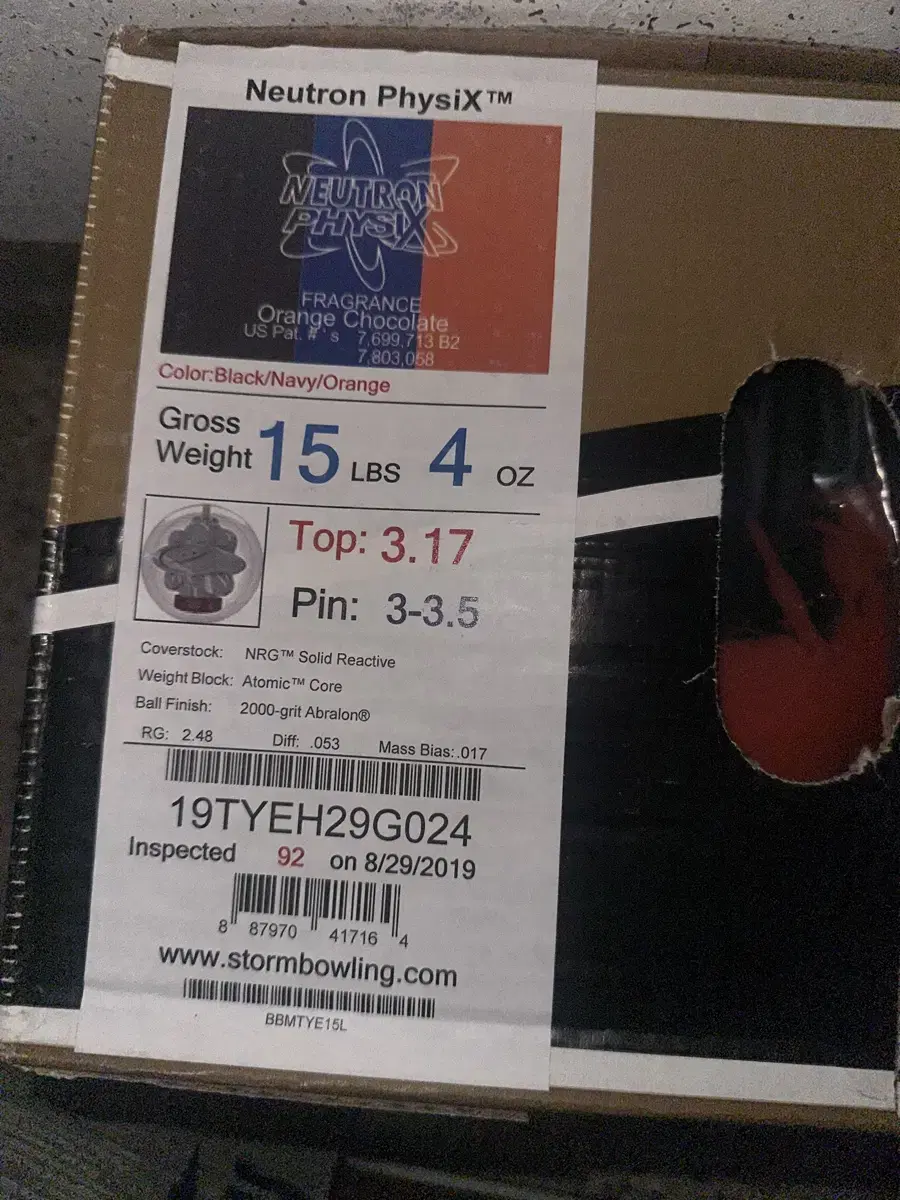 Neutron PhysiX™
NEUTRON
PHYSIX
FRAGRANCE
Orange Chocolate
US Pat. #'s 7,699,713 B2
7,803,058
Color:Black/Navy/Orange
Gross Weight 15 LBS 4 OZ
Top: 3.17
Pin: 3-3.5
Coverstock: NRG™ Solid Reactive
Weight Block: Atomic™ Core
Ball Finish: 2000-grit Abralon®
RG: 2.48 Diff: .053 Mass Bias:.017
19TYEH29G024
Inspected 92 on 8/29/2019
8 87970 41716 4
www.stormbowling.com
BBMTYE15L